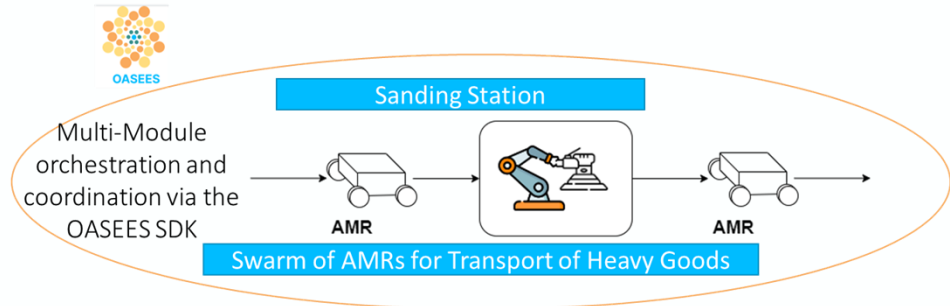 OASEES
Sanding Station
Multi-Module
orchestration and
coordination via the
OASEES SDK
AMR
AMR
Swarm of AMRs for Transport of Heavy Goods